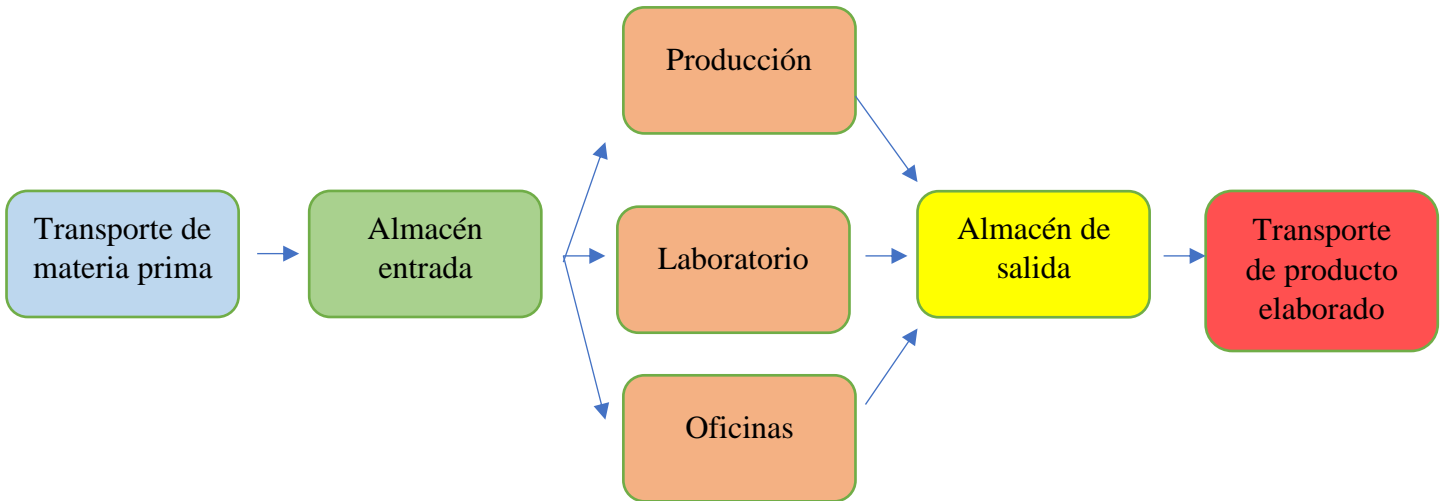 Producción
Transporte de
materia prima
Almacén
entrada
Laboratorio
Almacén de
salida
Transporte
de producto
elaborado
Oficinas